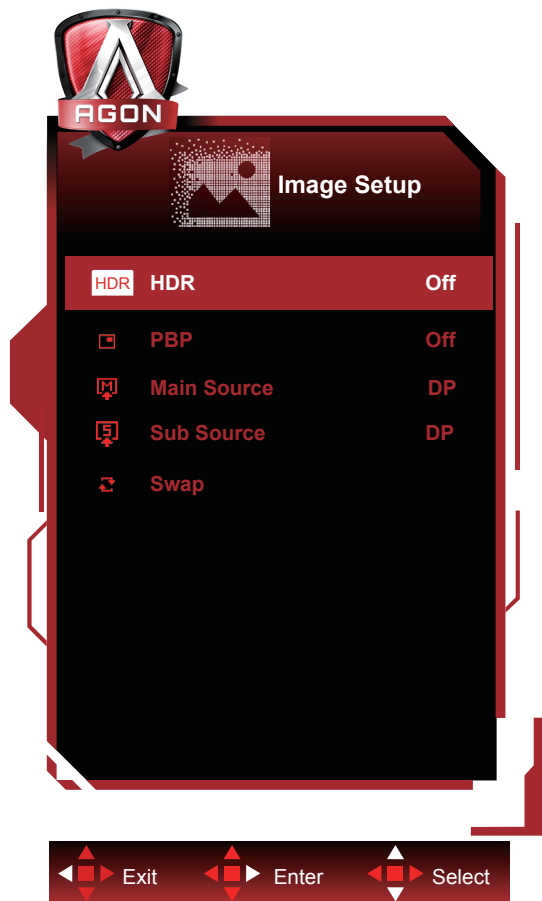 AGON
Image Setup
HDR HDR Off
PBP Off
M Main Source DP
S Sub Source DP
Swap
Exit Enter Select